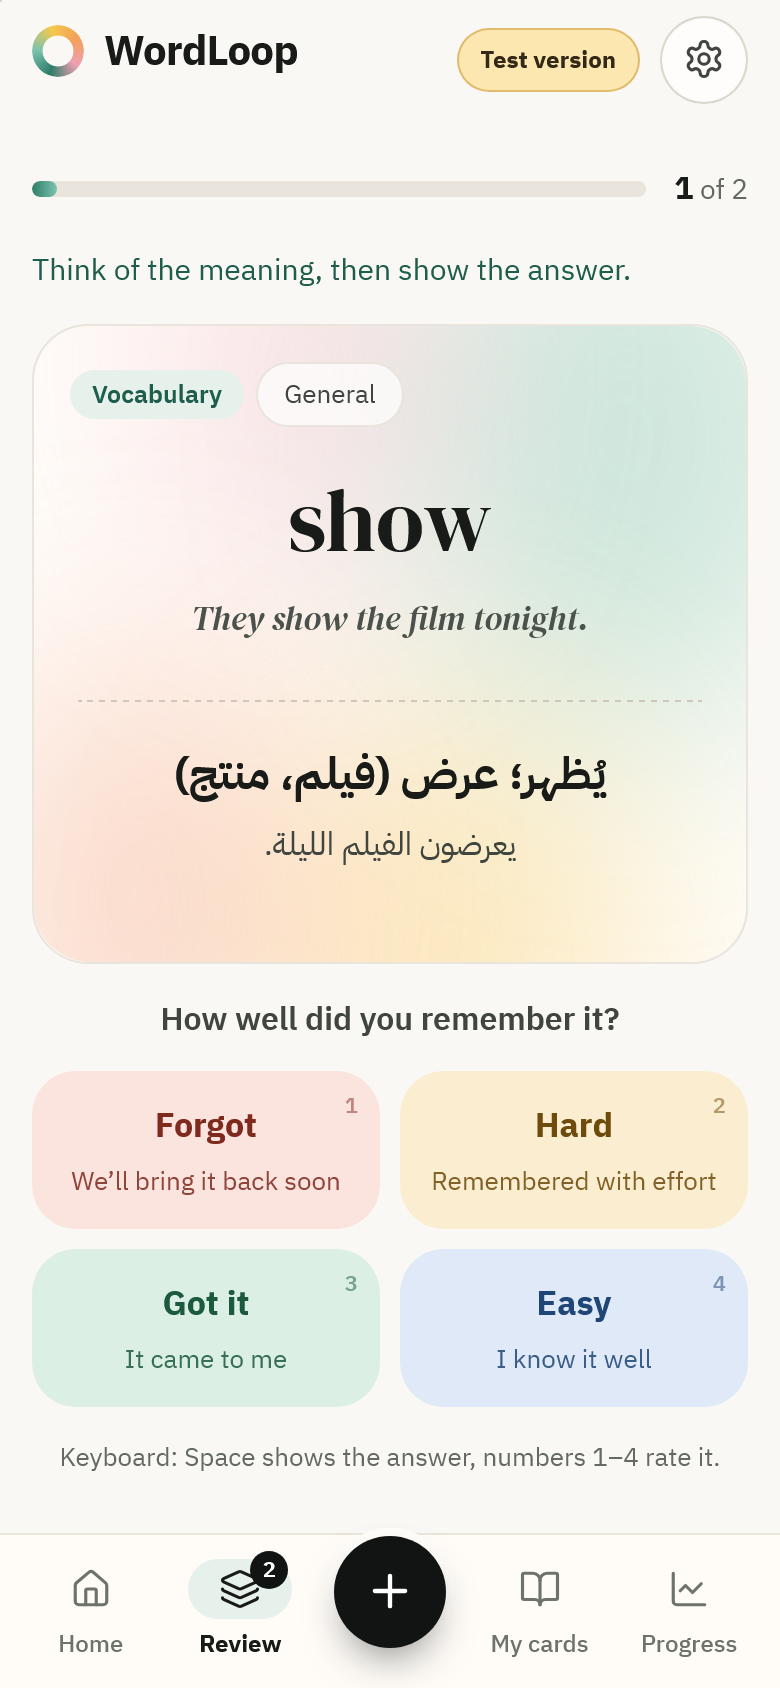 WordLoop
Test version
1 of 2
Think of the meaning, then show the answer.
Vocabulary
General
show
They show the film tonight.
يُظهر؛ عرض (فيلم، منتج)
يعرضون الفيلم الليلة.
How well did you remember it?
Forgot
1
We’ll bring it back soon
Hard
2
Remembered with effort
Got it
3
It came to me
Easy
4
I know it well
Keyboard: Space shows the answer, numbers 1–4 rate it.
Home
2
Review
+
My cards
Progress